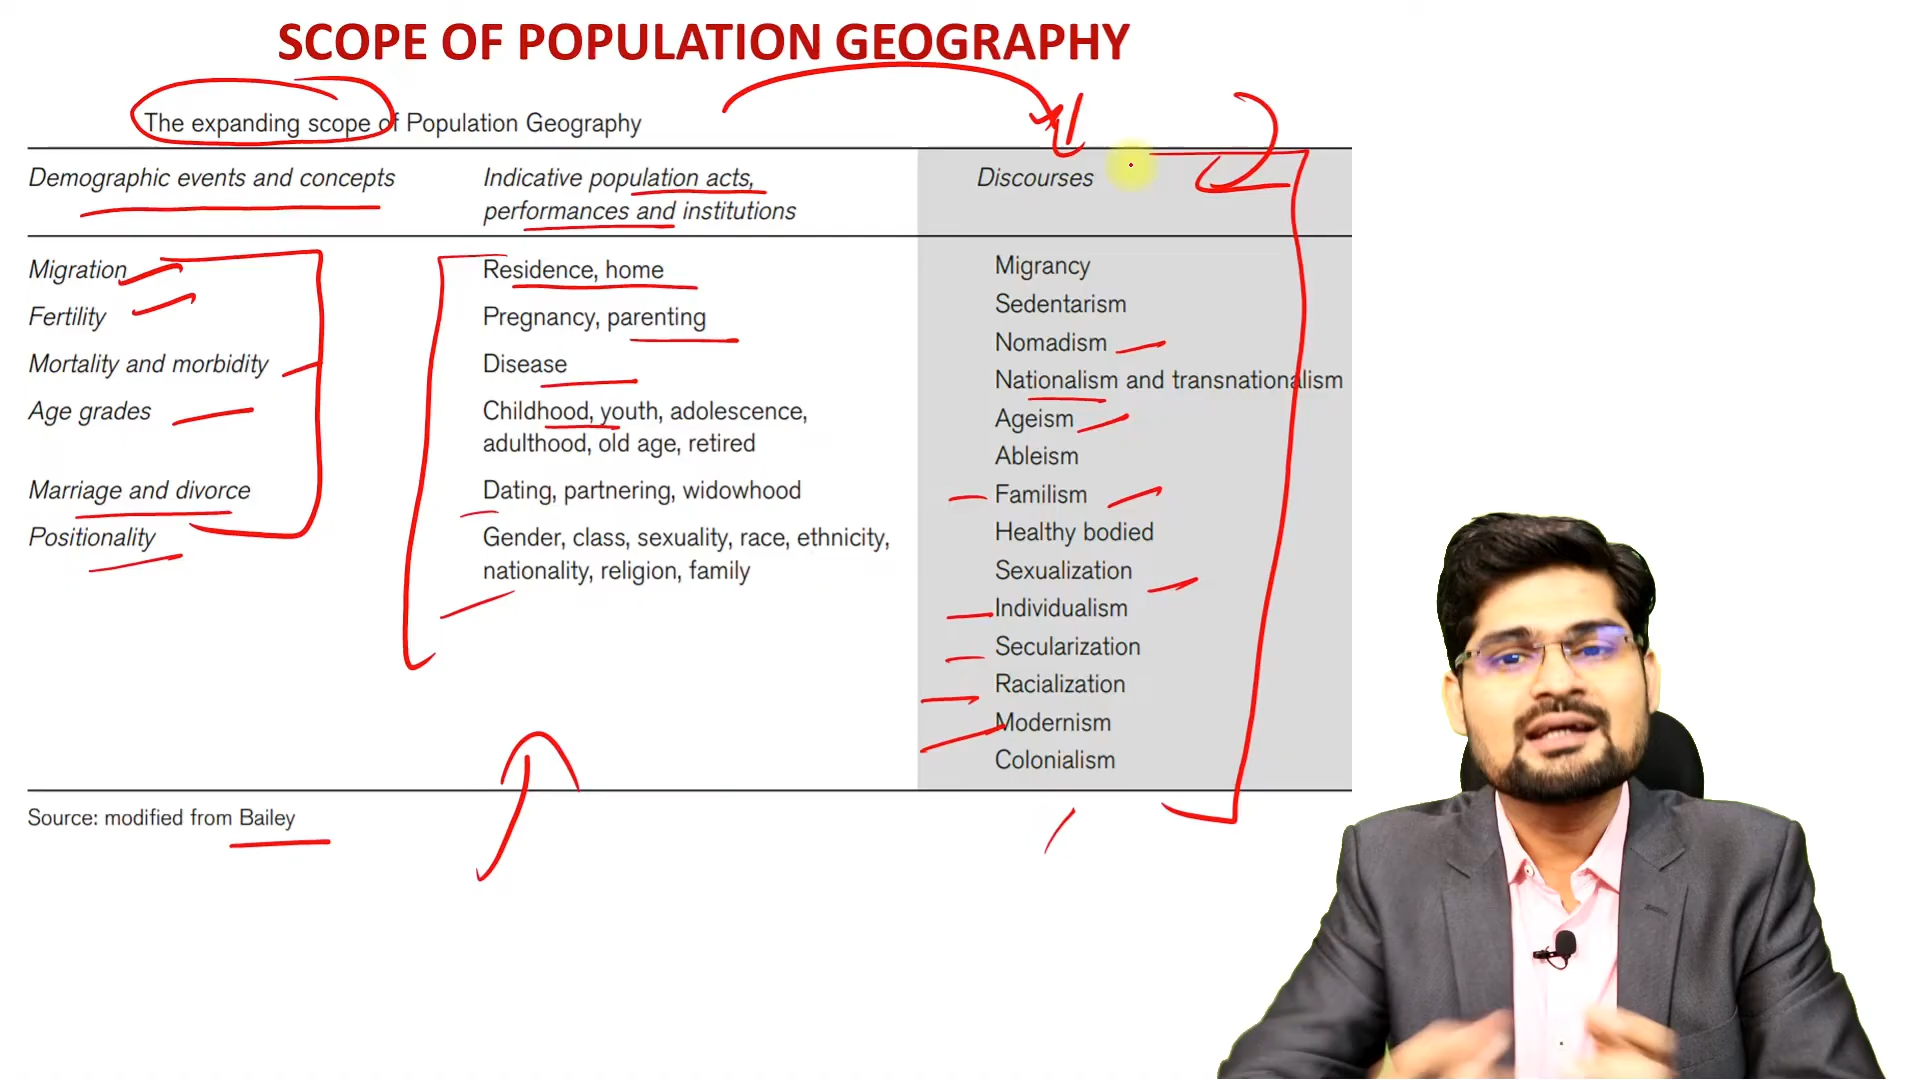 SCOPE OF POPULATION GEOGRAPHY
The expanding scope of Population Geography
Demographic events and concepts
Indicative population acts,
performances and institutions
Discourses
Migration
Residence, home
Fertility
Pregnancy, parenting
Mortality and morbidity
Disease
Age grades
Childhood, youth, adolescence,
adulthood, old age, retired
Marriage and divorce
Dating, partnering, widowhood
Positionality
Gender, class, sexuality, race, ethnicity,
nationality, religion, family
Migrancy
Sedentarism
Nomadism
Nationalism and transnationalism
Ageism
Ableism
Familism
Healthy bodied
Sexualization
Individualism
Secularization
Racialization
Modernism
Colonialism
Source: modified from Bailey